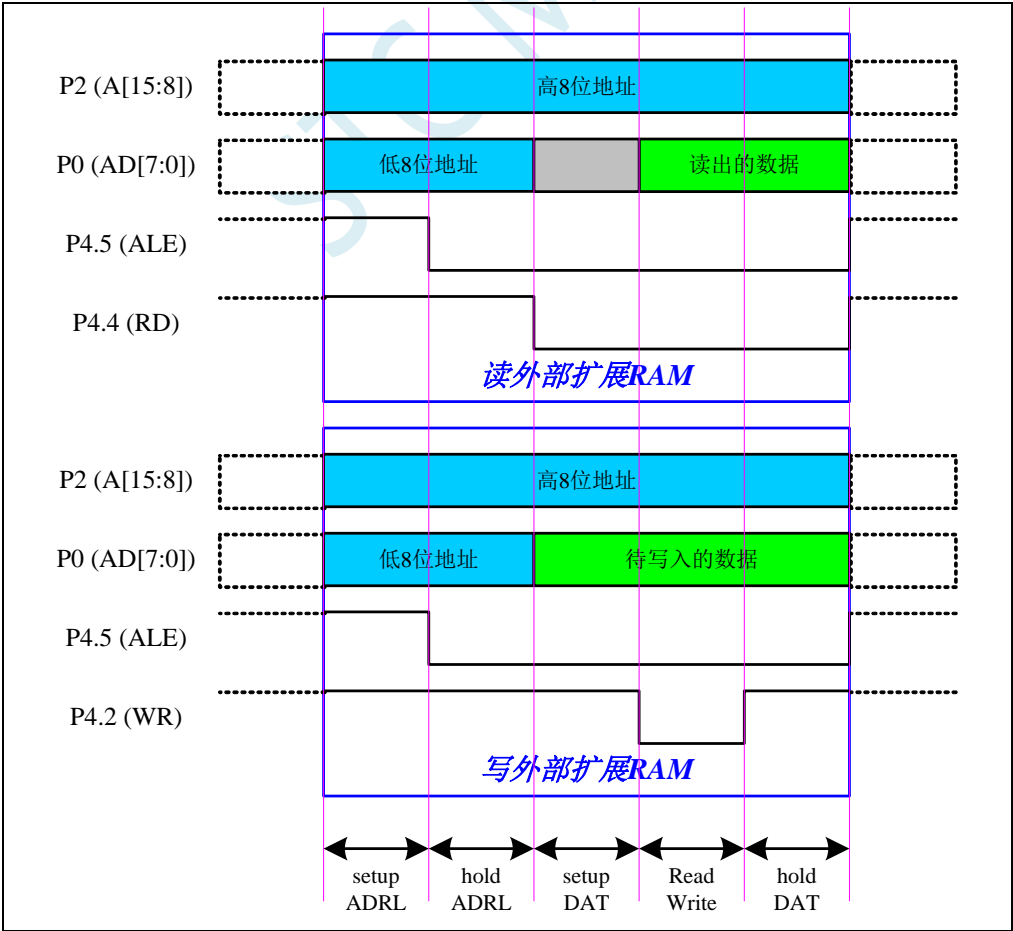 P2 (A[15:8])
高8位地址
P0 (AD[7:0])
低8位地址
读出的数据
P4.5 (ALE)
P4.4 (RD)
读外部扩展RAM
P2 (A[15:8])
高8位地址
P0 (AD[7:0])
低8位地址
待写入的数据
P4.5 (ALE)
P4.2 (WR)
写外部扩展RAM
setup
ADRL
hold
ADRL
setup
DAT
Read
Write
hold
DAT